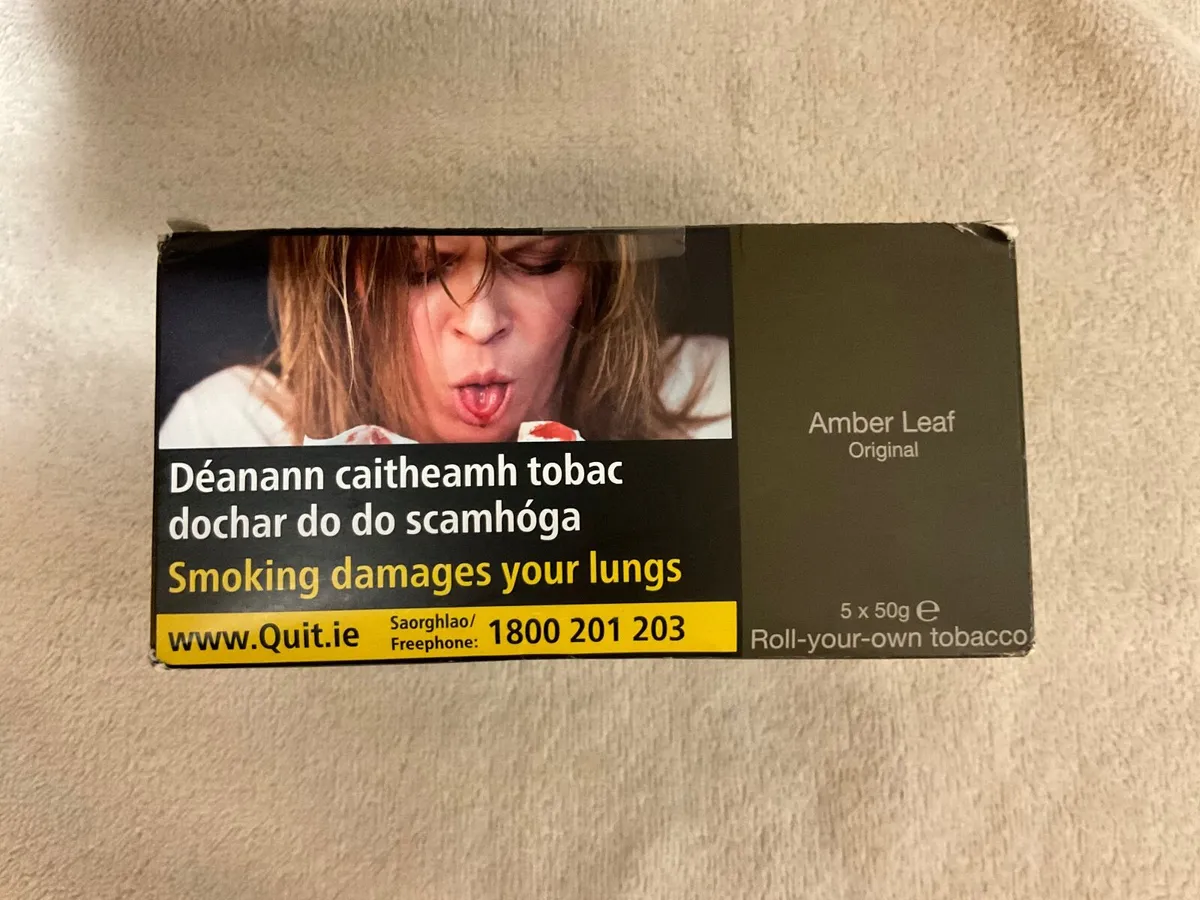 Déanann caitheamh tobac
dochar do do scamhóga
Smoking damages your lungs
www.Quit.ie
Saorghlao/
Freephone: 1800 201 203
Amber Leaf
Original
5 x 50g ℮
Roll-your-own tobacco